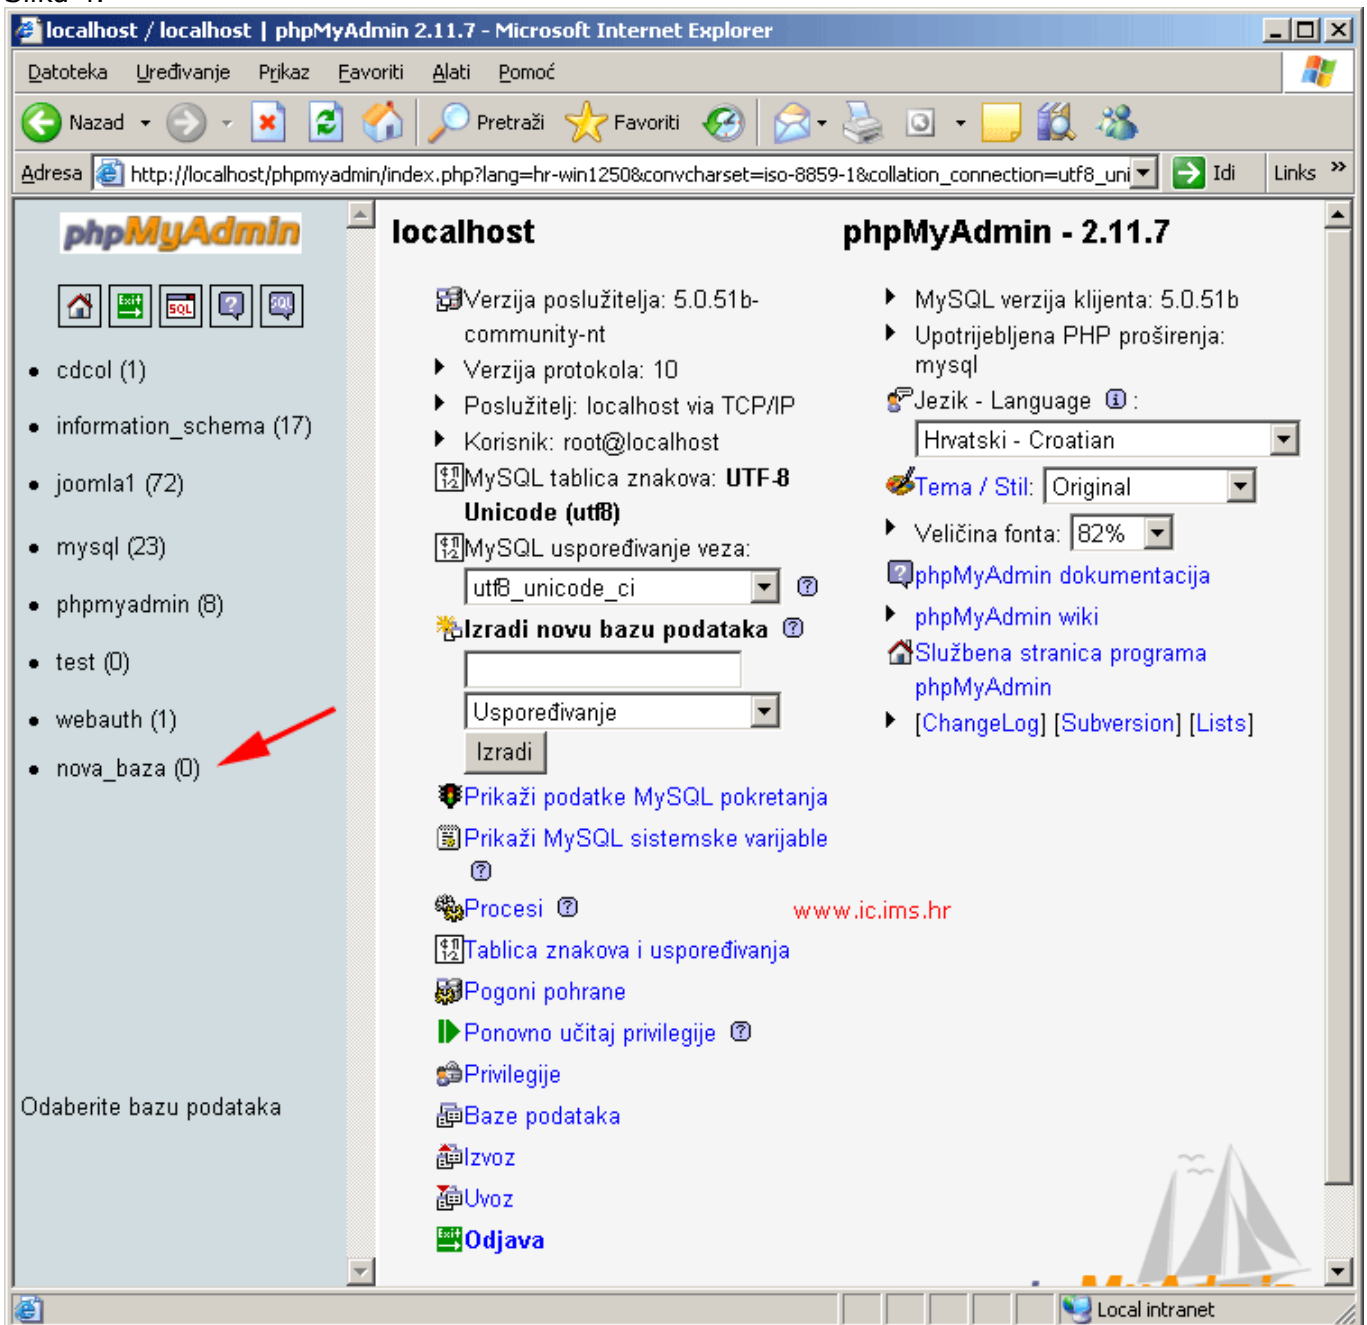 localhost / localhost | phpMyAdmin 2.11.7 - Microsoft Internet Explorer
Datoteka Uređivanje Prikaz Favoriti Alati Pomoć
Nazad Pretraži Favoriti
Adresa http://localhost/phpmyadmin/index.php?lang=hr-win1250&convcharset=iso-8859-1&collation_connection=utf8_uni Idi Links »
phpMyAdmin
Exit SQL ? SQL
cdcol (1)
information_schema (17)
joomla1 (72)
mysql (23)
phpmyadmin (8)
test (0)
webauth (1)
nova_baza (0)
Odaberite bazu podataka
localhost
Verzija poslužitelja: 5.0.51b-
community-nt
Verzija protokola: 10
Poslužitelj: localhost via TCP/IP
Korisnik: root@localhost
MySQL tablica znakova: UTF-8
Unicode (utf8)
MySQL uspoređivanje veza:
utf8_unicode_ci
Izradi novu bazu podataka
Uspoređivanje
Izradi
Prikaži podatke MySQL pokretanja
Prikaži MySQL sistemske varijable
Procesi
Tablica znakova i uspoređivanja
Pogoni pohrane
Ponovno učitaj privilegije
Privilegije
Baze podataka
Izvoz
Uvoz
Odjava
phpMyAdmin - 2.11.7
MySQL verzija klijenta: 5.0.51b
Upotrijebljena PHP proširenja:
mysql
Jezik - Language :
Hrvatski - Croatian
Tema / Stil: Original
Veličina fonta: 82%
phpMyAdmin dokumentacija
phpMyAdmin wiki
Službena stranica programa
phpMyAdmin
[ChangeLog] [Subversion] [Lists]
www.ic.ims.hr
Local intranet